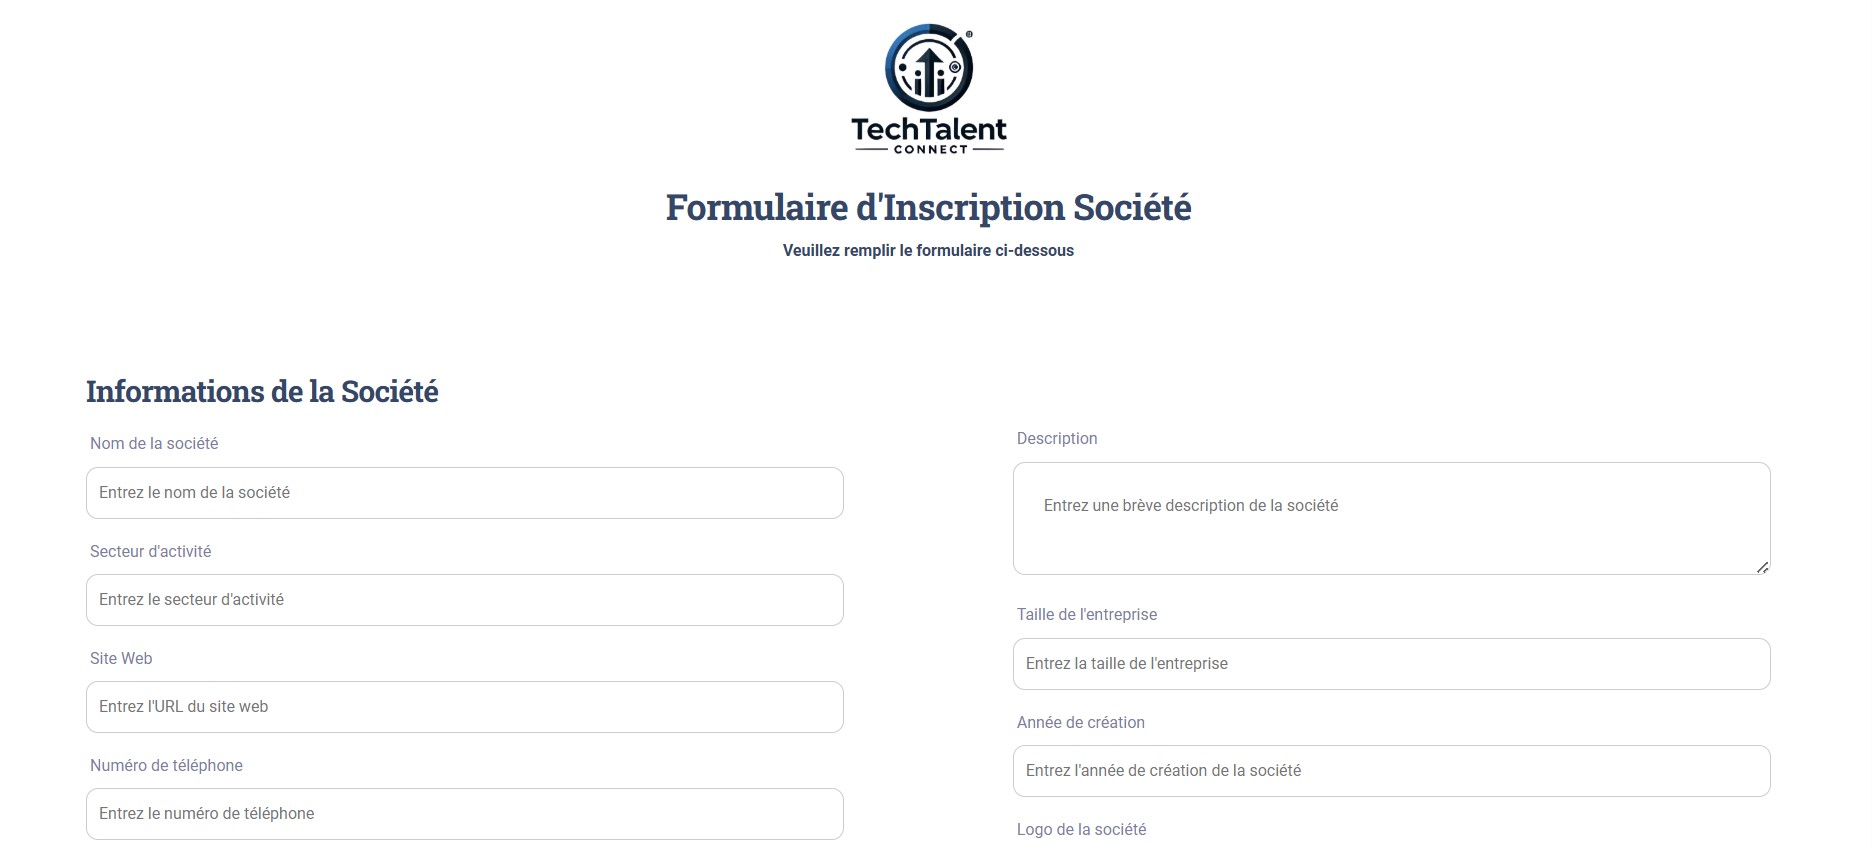 TechTalent
CONNECT
Formulaire d'Inscription Société
Veuillez remplir le formulaire ci-dessous
Informations de la Société
Nom de la société
Entrez le nom de la société
Secteur d'activité
Entrez le secteur d'activité
Site Web
Entrez l'URL du site web
Numéro de téléphone
Entrez le numéro de téléphone
Description
Entrez une brève description de la société
Taille de l'entreprise
Entrez la taille de l'entreprise
Année de création
Entrez l'année de création de la société
Logo de la société